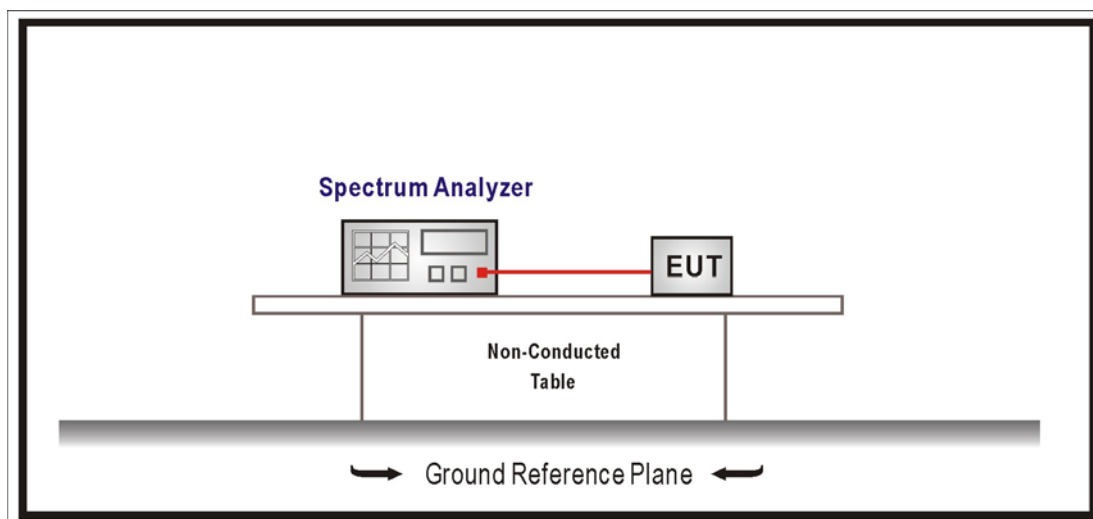 Spectrum Analyzer
EUT
Non-Conducted
Table
Ground Reference Plane